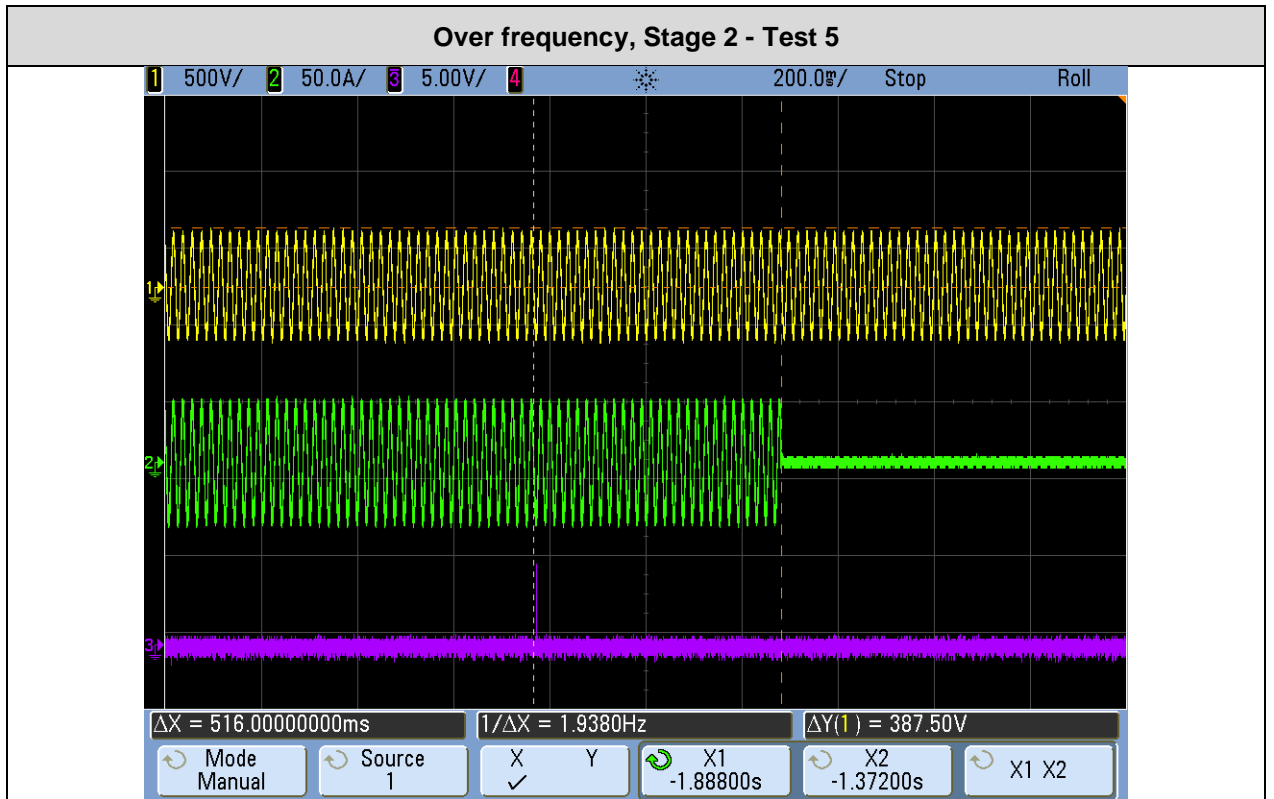 Over frequency, Stage 2 - Test 5
1 500V/ 2 50.0A/ 3 5.00V/ 4 200.0ms/ Stop Roll
1
2
3
ΔX = 516.00000000ms 1/ΔX = 1.9380Hz ΔY(1) = 387.50V
Mode Source X Y X1 X2 X1 X2
Manual 1 ✓ -1.88800s -1.37200s